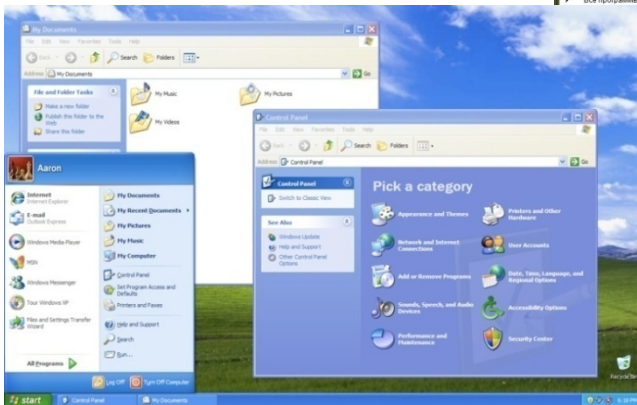 Все программы
My Documents
File Edit View Favorites Tools Help
Back Search Folders
Address My Documents Go
File and Folder Tasks
Make a new folder
Publish this folder to the
Web
Share this folder
My Music
My Pictures
My Videos
Control Panel
File Edit View Favorites Tools Help
Back Search Folders
Address Control Panel Go
Control Panel
Switch to Classic View
See Also
Windows Update
Help and Support
Other Control Panel
Options
Pick a category
Appearance and Themes
Printers and Other
Hardware
Network and Internet
Connections
User Accounts
Add or Remove Programs
Date, Time, Language, and
Regional Options
Sounds, Speech, and Audio
Devices
Accessibility Options
Performance and
Maintenance
Security Center
Aaron
Internet
Internet Explorer
E-mail
Outlook Express
Windows Media Player
MSN
Windows Messenger
Tour Windows XP
Files and Settings Transfer
Wizard
All Programs
My Documents
My Recent Documents
My Pictures
My Music
My Computer
Control Panel
Set Program Access and
Defaults
Printers and Faxes
Help and Support
Search
Run...
Log Off Turn Off Computer
Recycle Bin
start Control Panel My Documents